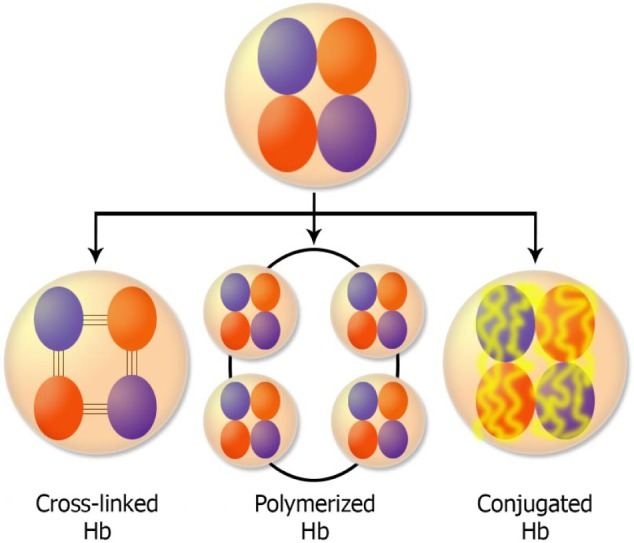 Cross-linked
Hb
Polymerized
Hb
Conjugated
Hb